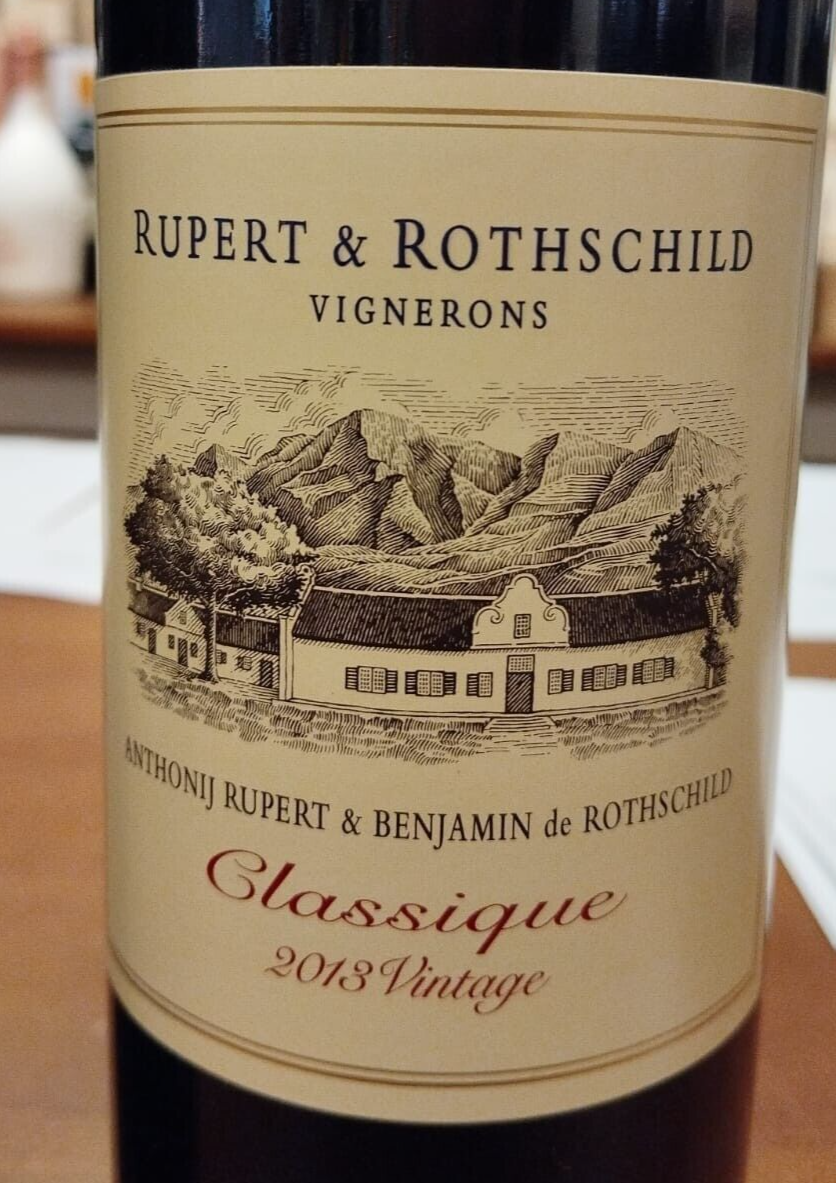 RUPERT & ROTHSCHILD
VIGNERONS
ANTHONIJ RUPERT & BENJAMIN de ROTHSCHILD
Classique
2013 Vintage